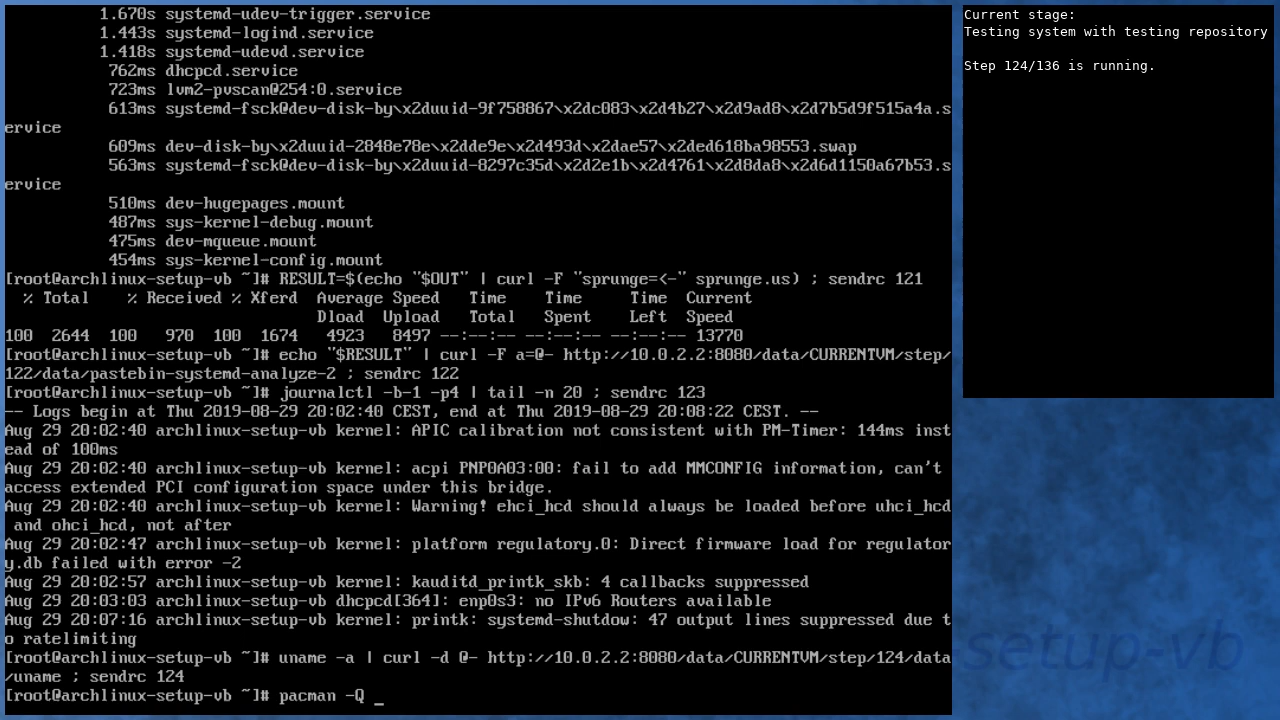 1.670s systemd-udev-trigger.service
1.443s systemd-logind.service
1.418s systemd-udevd.service
762ms dhcpcd.service
723ms lvm2-pvscan@254:0.service
613ms systemd-fsck@dev-disk-by\x2duuid-9f758867\x2dc083\x2d4b27\x2d9ad8\x2d7b5d9f515a4a.s
ervice
609ms dev-disk-by\x2duuid-2848e78e\x2dde9e\x2d493d\x2dae57\x2ded618ba98553.swap
563ms systemd-fsck@dev-disk-by\x2duuid-8297c35d\x2d2e1b\x2d4761\x2d8da8\x2d6d1150a67b53.s
ervice
510ms dev-hugepages.mount
487ms sys-kernel-debug.mount
475ms dev-mqueue.mount
454ms sys-kernel-config.mount
[root@archlinux-setup-vb ~]# RESULT=$(echo "$OUT" | curl -F "sprunge=<-" sprunge.us) ; sendrc 121
% Total    % Received % Xferd  Average Speed   Time    Time     Time  Current
Dload  Upload   Total   Spent    Left  Speed
100  2644  100   970  100  1674   4923   8497 --:--:-- --:--:-- --:--:-- 13770
[root@archlinux-setup-vb ~]# echo "$RESULT" | curl -F a=@- http://10.0.2.2:8080/data/CURRENTVM/step/
122/data/pastebin-systemd-analyze-2 ; sendrc 122
[root@archlinux-setup-vb ~]# journalctl -b-1 -p4 | tail -n 20 ; sendrc 123
-- Logs begin at Thu 2019-08-29 20:02:40 CEST, end at Thu 2019-08-29 20:08:22 CEST. --
Aug 29 20:02:40 archlinux-setup-vb kernel: APIC calibration not consistent with PM-Timer: 144ms inst
ead of 100ms
Aug 29 20:02:40 archlinux-setup-vb kernel: acpi PNP0A03:00: fail to add MMCONFIG information, can't
access extended PCI configuration space under this bridge.
Aug 29 20:02:40 archlinux-setup-vb kernel: Warning! ehci_hcd should always be loaded before uhci_hcd
and ohci_hcd, not after
Aug 29 20:02:47 archlinux-setup-vb kernel: platform regulatory.0: Direct firmware load for regulator
y.db failed with error -2
Aug 29 20:02:57 archlinux-setup-vb kernel: kauditd_printk_skb: 4 callbacks suppressed
Aug 29 20:03:03 archlinux-setup-vb dhcpcd[364]: enp0s3: no IPv6 Routers available
Aug 29 20:07:16 archlinux-setup-vb kernel: printk: systemd-shutdow: 47 output lines suppressed due t
o ratelimiting
[root@archlinux-setup-vb ~]# uname -a | curl -d @- http://10.0.2.2:8080/data/CURRENTVM/step/124/data
/uname ; sendrc 124
[root@archlinux-setup-vb ~]# pacman -Q _
Current stage:
Testing system with testing repository
Step 124/136 is running.
setup-vb